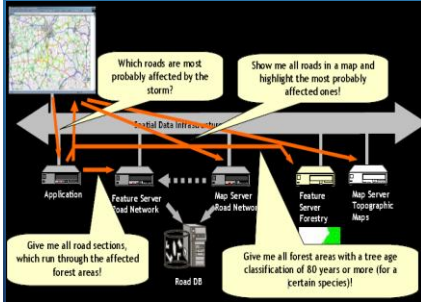 Which roads are most
probably affected by the
storm?
Show me all roads in a map and
highlight the most probably
affected ones!
Spatial Data Infrastructure
Application
Feature Server
Road Network
Map Server
Road Network
Feature
Server
Forestry
Map Server
Topographic
Maps
Give me all road sections,
which run through the affected
forest areas!
Road DB
Give me all forest areas with a tree age
classification of 80 years or more (for a
certain species)!